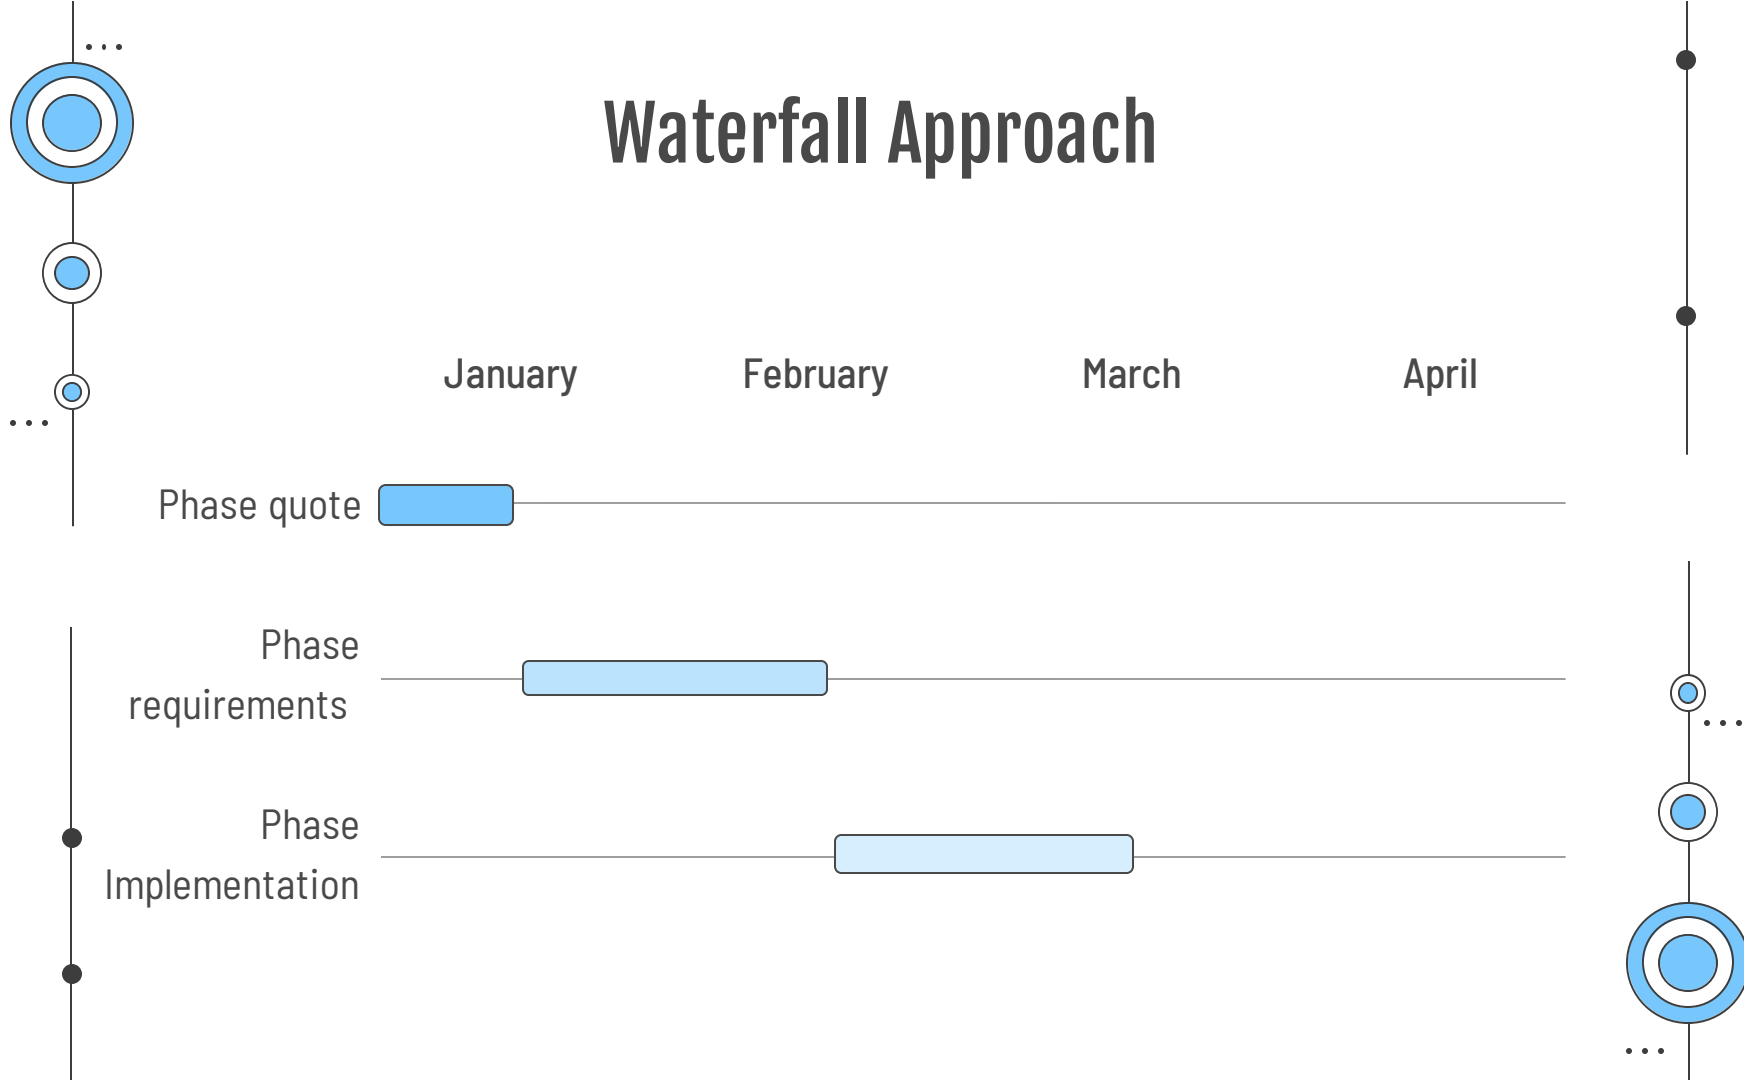 Waterfall Approach
January February March April
Phase quote
Phase
requirements
Phase
Implementation